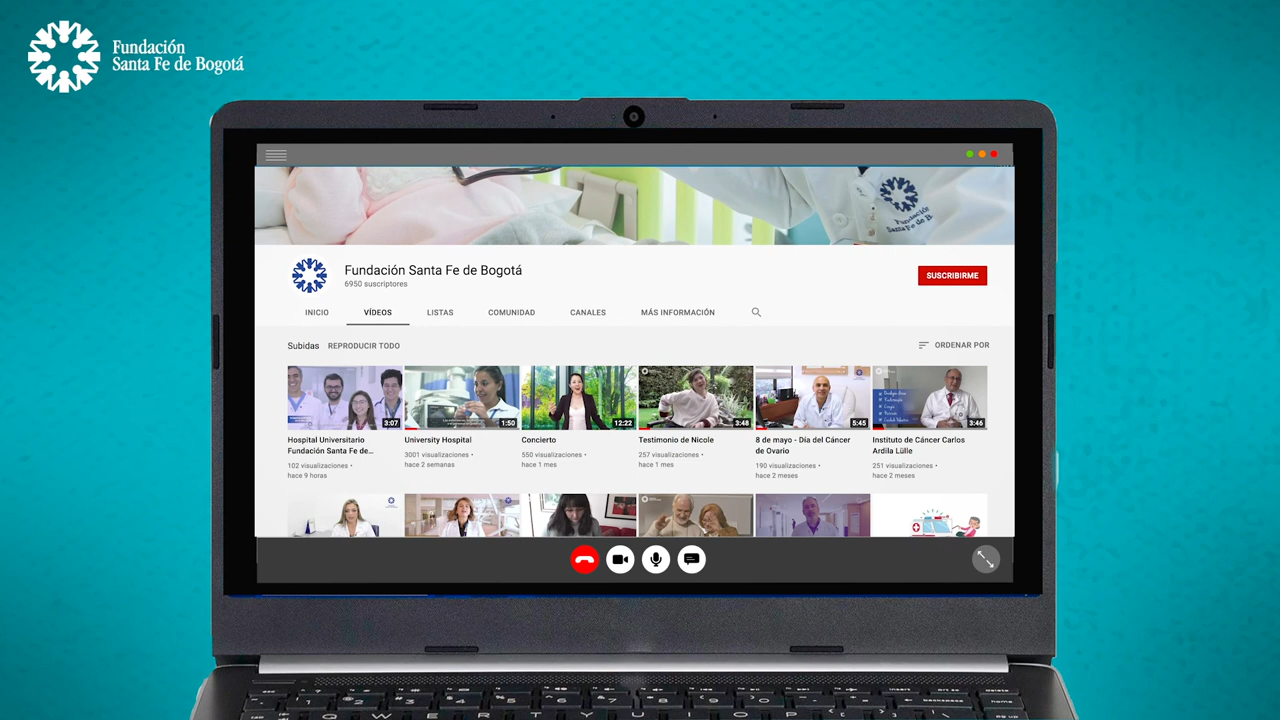 Fundación
Santa Fe de Bogotá
Fundación
Santa Fe de B
Fundación Santa Fe de Bogotá
6950 suscriptores
SUSCRIBIRME
INICIO
VÍDEOS
LISTAS
COMUNIDAD
CANALES
MÁS INFORMACIÓN
Subidas
REPRODUCIR TODO
ORDENAR POR
3:07
1:50
12:22
3:48
5:45
3:46
Hospital Universitario
Fundación Santa Fe de...
102 visualizaciones •
hace 9 horas
University Hospital
3001 visualizaciones •
hace 2 semanas
Concierto
550 visualizaciones •
hace 1 mes
Testimonio de Nicole
257 visualizaciones •
hace 1 mes
8 de mayo - Día del Cáncer
de Ovario
190 visualizaciones •
hace 2 meses
Instituto de Cáncer Carlos
Ardila Lülle
251 visualizaciones •
hace 2 meses
Q W E R T Y U I O P